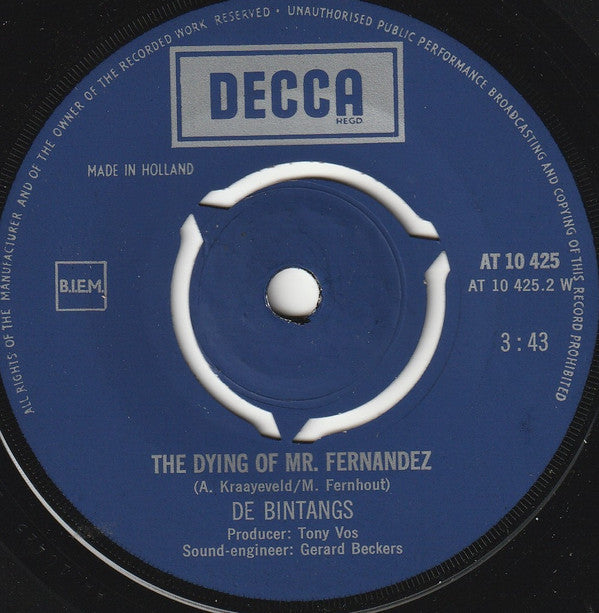 ALL RIGHTS OF THE MANUFACTURER AND OF THE OWNER OF THE RECORDED WORK RESERVED • UNAUTHORISED PUBLIC PERFORMANCE BROADCASTING AND COPYING OF THIS RECORD PROHIBITED
DECCA
REGD.
MADE IN HOLLAND
B.I.E.M.
AT 10 425
AT 10 425.2 W
3 : 43
THE DYING OF MR. FERNANDEZ
(A. Kraayeveld/M. Fernhout)
DE BINTANGS
Producer: Tony Vos
Sound-engineer: Gerard Beckers